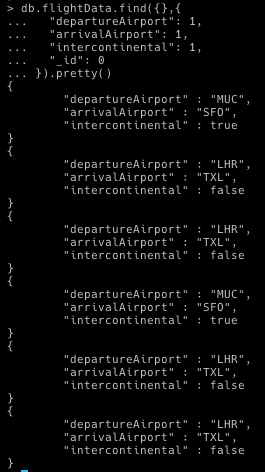 > db.flightData.find({},{
...   "departureAirport": 1,
...   "arrivalAirport": 1,
...   "intercontinental": 1,
...   "_id": 0
... }).pretty()
{
        "departureAirport" : "MUC",
        "arrivalAirport" : "SFO",
        "intercontinental" : true
}
{
        "departureAirport" : "LHR",
        "arrivalAirport" : "TXL",
        "intercontinental" : false
}
{
        "departureAirport" : "LHR",
        "arrivalAirport" : "TXL",
        "intercontinental" : false
}
{
        "departureAirport" : "MUC",
        "arrivalAirport" : "SFO",
        "intercontinental" : true
}
{
        "departureAirport" : "LHR",
        "arrivalAirport" : "TXL",
        "intercontinental" : false
}
{
        "departureAirport" : "LHR",
        "arrivalAirport" : "TXL",
        "intercontinental" : false
}